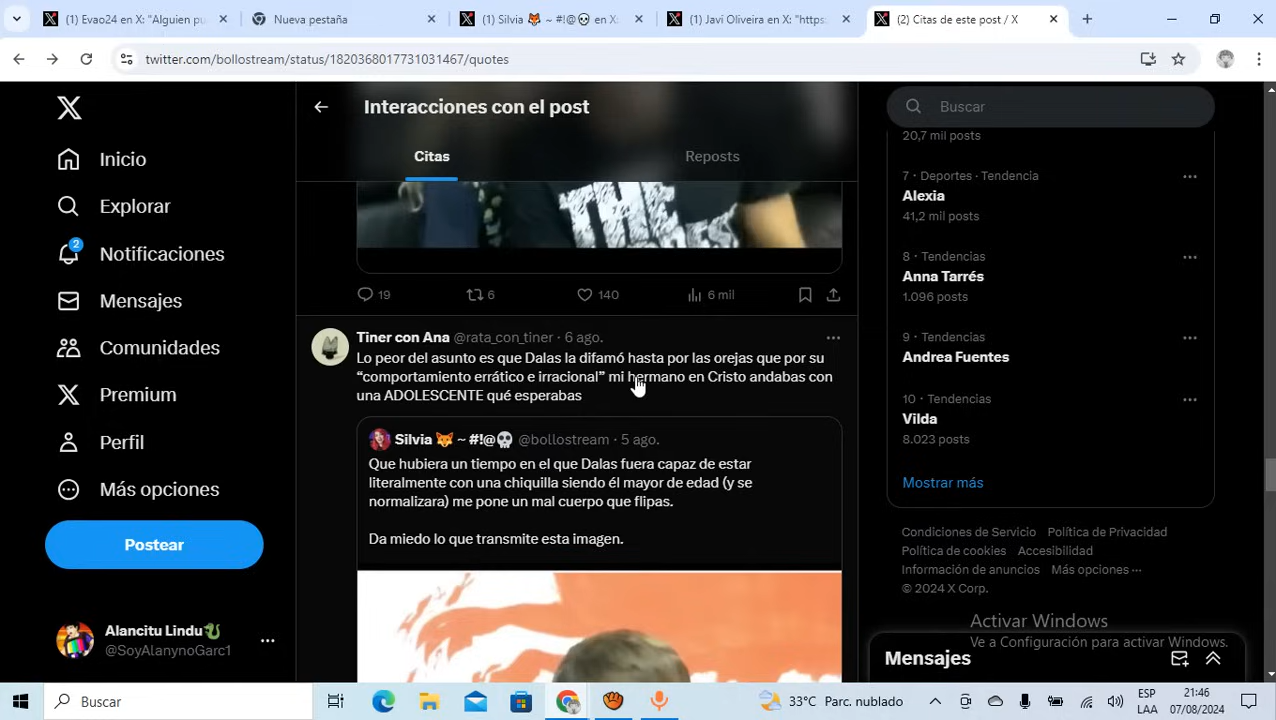 (1) Evao24 en X: "Alguien pu
Nueva pestaña
(1) Silvia 🦊 ~ #!@💀 en X:
(1) Javi Oliveira en X: "https:
(2) Citas de este post / X
twitter.com/bollostream/status/1820368017731031467/quotes
Interacciones con el post
Buscar
Citas
Reposts
20,7 mil posts
Inicio
Explorar
2
Notificaciones
Mensajes
Comunidades
Premium
Perfil
Más opciones
Postear
Alancitu Lindu🐉
@SoyAlanynoGarc1
19
6
140
6 mil
Tiner con Ana @rata_con_tiner · 6 ago.
Lo peor del asunto es que Dalas la difamó hasta por las orejas que por su
“comportamiento errático e irracional” mi hermano en Cristo andabas con
una ADOLESCENTE qué esperabas
Silvia 🦊 ~ #!@💀 @bollostream · 5 ago.
Que hubiera un tiempo en el que Dalas fuera capaz de estar
literalmente con una chiquilla siendo él mayor de edad (y se
normalizara) me pone un mal cuerpo que flipas.
Da miedo lo que transmite esta imagen.
7 · Deportes · Tendencia
Alexia
41,2 mil posts
8 · Tendencias
Anna Tarrés
1.096 posts
9 · Tendencias
Andrea Fuentes
10 · Tendencias
Vilda
8.023 posts
Mostrar más
Condiciones de Servicio Política de Privacidad
Política de cookies Accesibilidad
Información de anuncios Más opciones ···
© 2024 X Corp.
Activar Windows
Ve a Configuración para activar Windows.
Mensajes
Buscar
33°C Parc. nublado
ESP
LAA
21:46
07/08/2024